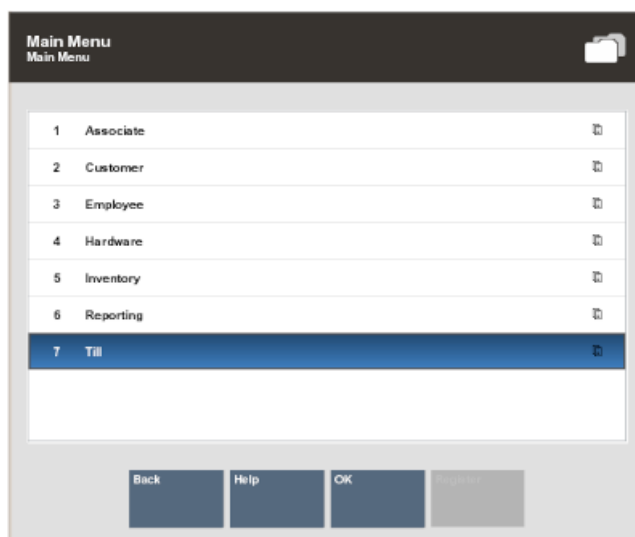 Main Menu
Main Menu
1 Associate
2 Customer
3 Employee
4 Hardware
5 Inventory
6 Reporting
7 Till
Back Help OK Register